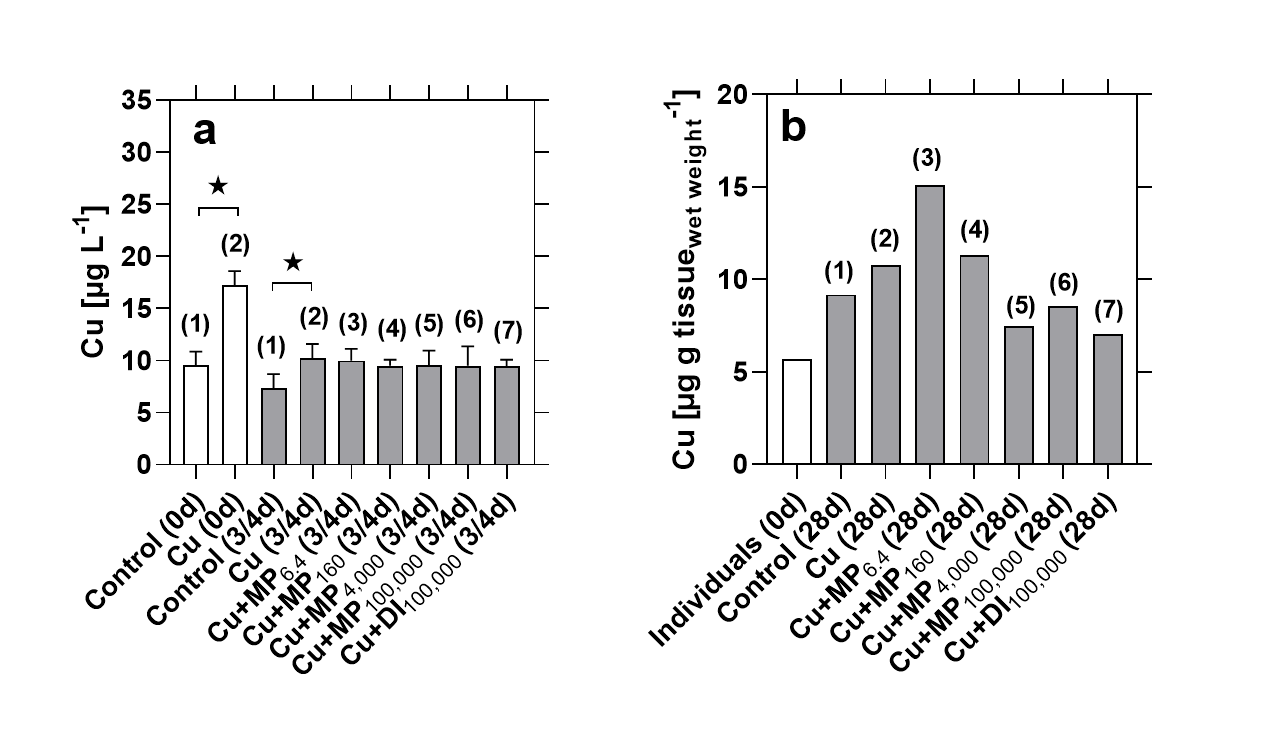 a
Cu [µg L-1]
35
30
25
20
15
10
5
0
★
★
(1)
(2)
(1)
(2)
(3)
(4)
(5)
(6)
(7)
Control (0d)
Cu (0d)
Control (3/4d)
Cu (3/4d)
Cu+MP6.4 (3/4d)
Cu+MP160 (3/4d)
Cu+MP4,000 (3/4d)
Cu+MP100,000 (3/4d)
Cu+DI100,000 (3/4d)
b
Cu [µg g tissuewet weight-1]
20
15
10
5
0
(1)
(2)
(3)
(4)
(5)
(6)
(7)
Individuals (0d)
Control (28d)
Cu (28d)
Cu+MP6.4 (28d)
Cu+MP160 (28d)
Cu+MP4,000 (28d)
Cu+MP100,000 (28d)
Cu+DI100,000 (28d)